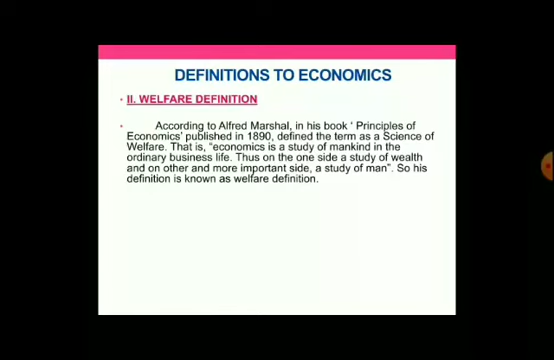 DEFINITIONS TO ECONOMICS
• II. WELFARE DEFINITION
• According to Alfred Marshal, in his book ‘ Principles of
Economics’ published in 1890, defined the term as a Science of
Welfare. That is, “economics is a study of mankind in the
ordinary business life. Thus on the one side a study of wealth
and on other and more important side, a study of man”. So his
definition is known as welfare definition.